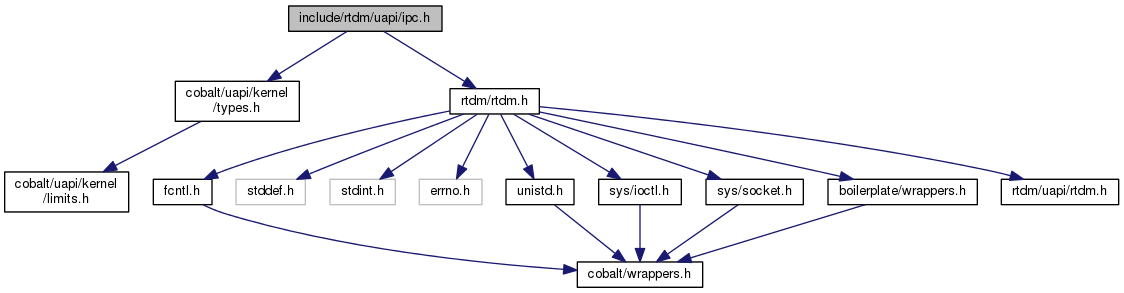 include/rtdm/uapi/ipc.h
cobalt/uapi/kernel
/types.h
rtdm/rtdm.h
cobalt/uapi/kernel
/limits.h
fcntl.h
stddef.h
stdint.h
errno.h
unistd.h
sys/ioctl.h
sys/socket.h
boilerplate/wrappers.h
rtdm/uapi/rtdm.h
cobalt/wrappers.h